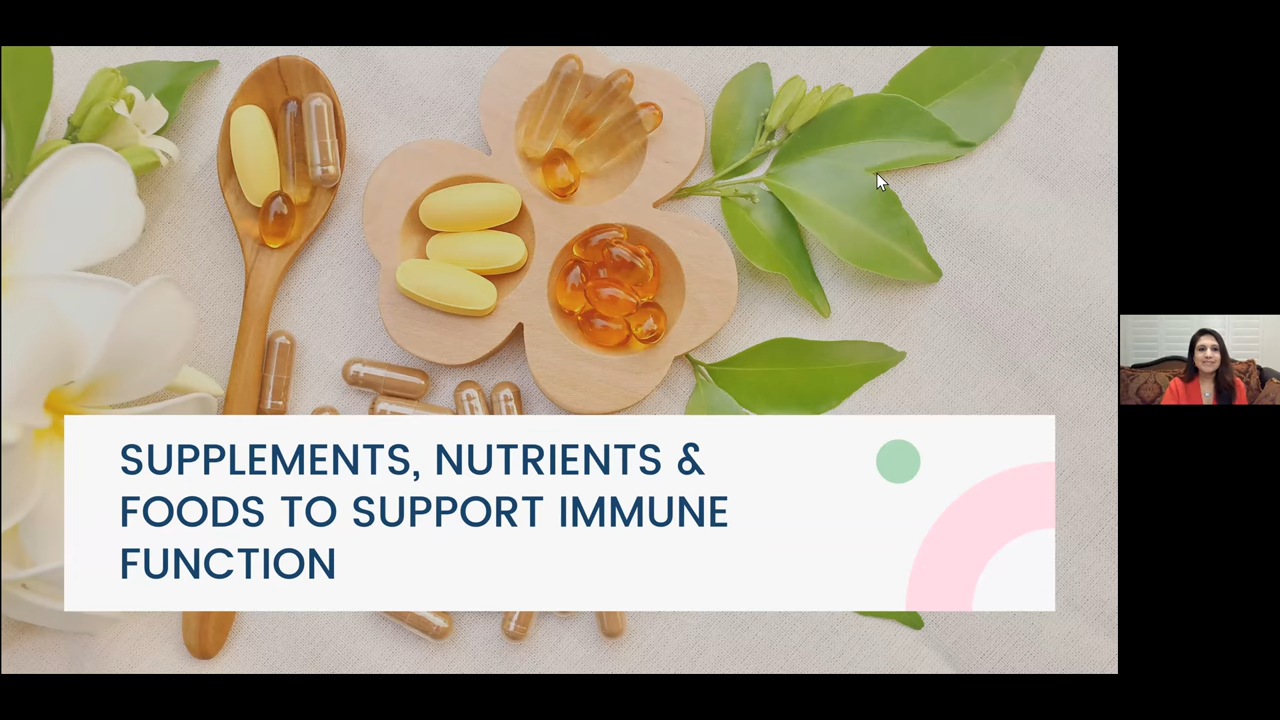 SUPPLEMENTS, NUTRIENTS &
FOODS TO SUPPORT IMMUNE
FUNCTION